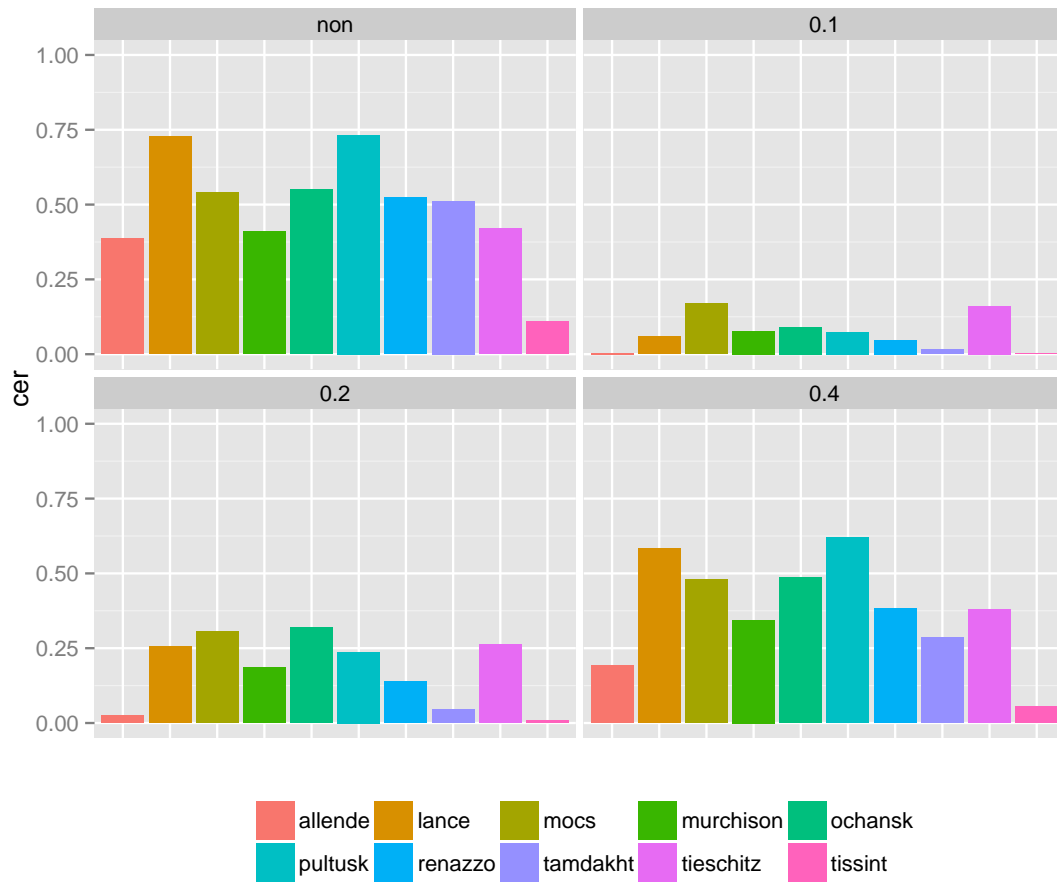 non 0.1
1.00
0.75
0.50
0.25
0.00
cer
0.2 0.4
1.00
0.75
0.50
0.25
0.00
allende lance mocs murchison ochansk
pultusk renazzo tamdakht tieschitz tissint